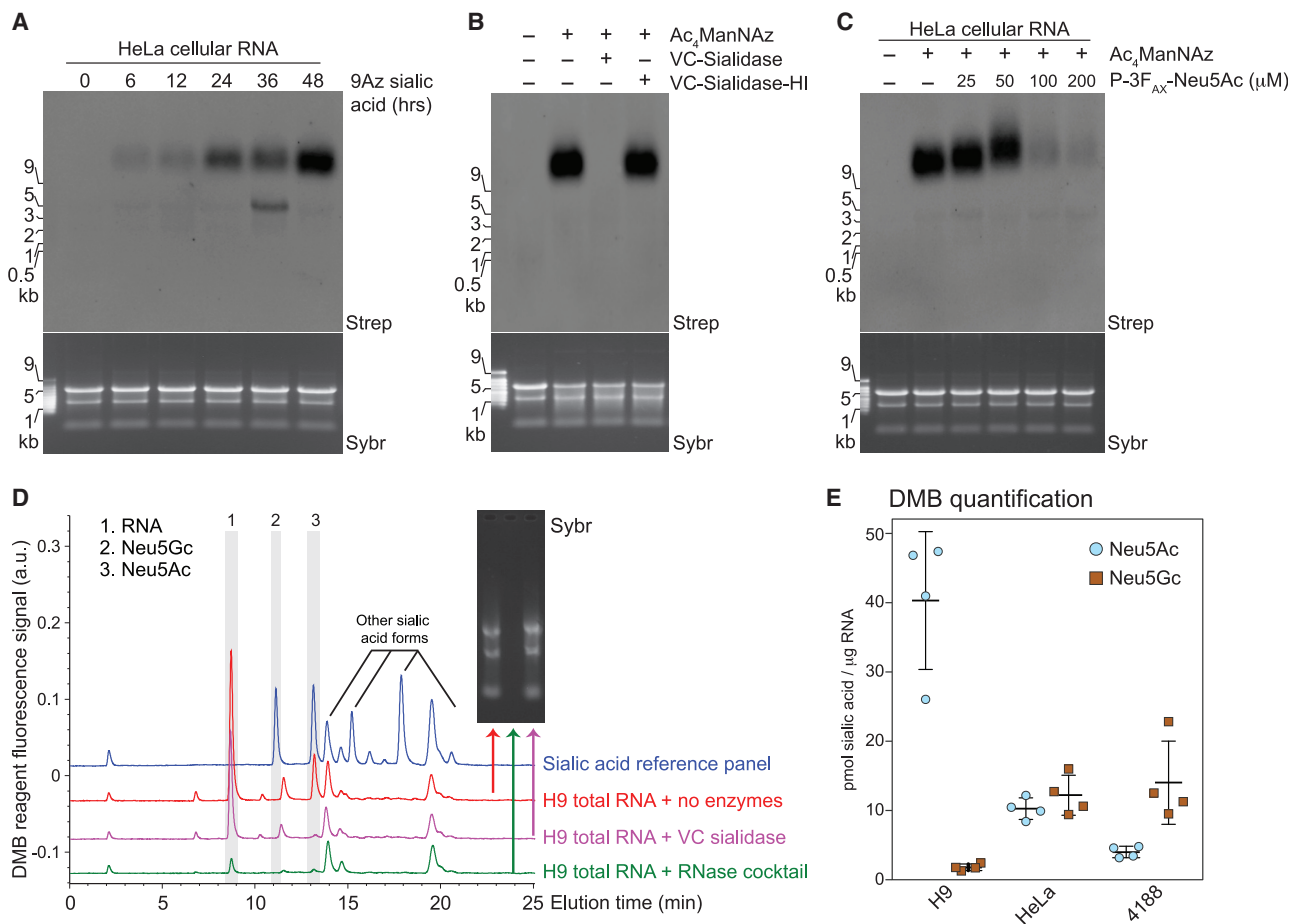 A
HeLa cellular RNA
0 6 12 24 36 48
9Az sialic acid (hrs)
9
5
3
2
1
0.5
kb
Strep
9
5
1
kb
Sybr
B
– + + + Ac₄ManNAz
– – + – VC-Sialidase
– – – + VC-Sialidase-HI
9
5
3
2
1
0.5
kb
Strep
9
5
1
kb
Sybr
C
HeLa cellular RNA
– + + + + + Ac₄ManNAz
– – 25 50 100 200 P-3F_AX-Neu5Ac (μM)
9
5
3
2
1
0.5
kb
Strep
9
5
1
kb
Sybr
D
DMB reagent fluorescence signal (a.u.)
0.3
0.2
0.1
0
-0.1
1. RNA
2. Neu5Gc
3. Neu5Ac
1 2 3
Other sialic
acid forms
Sybr
Sialic acid reference panel
H9 total RNA + no enzymes
H9 total RNA + VC sialidase
H9 total RNA + RNase cocktail
0 5 10 15 20 25
Elution time (min)
E
DMB quantification
pmol sialic acid / μg RNA
50
40
30
20
10
0
Neu5Ac
Neu5Gc
H9
HeLa
4188